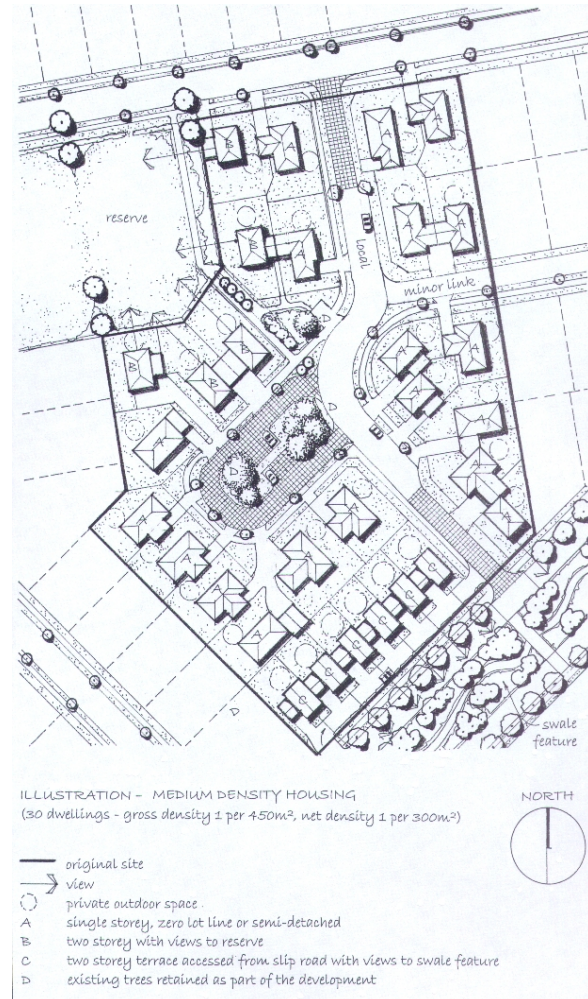 reserve
local
minor link
swale
feature
ILLUSTRATION - MEDIUM DENSITY HOUSING
(30 dwellings - gross density 1 per 450m², net density 1 per 300m²)
NORTH
original site
view
private outdoor space.
A single storey, zero lot line or semi-detached
B two storey with views to reserve
C two storey terrace accessed from slip road with views to swale feature
D existing trees retained as part of the development